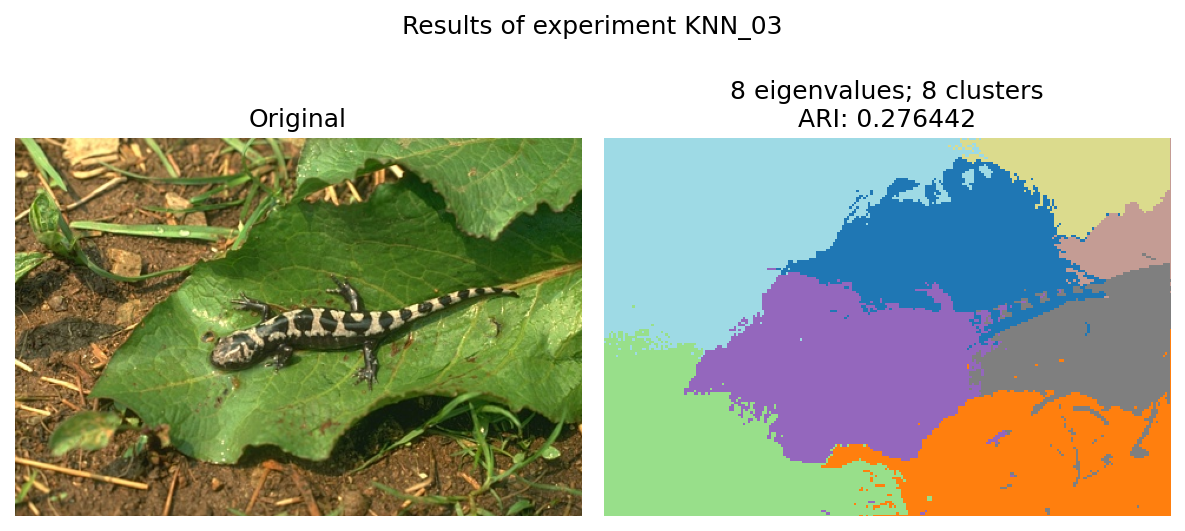 Results of experiment KNN_03
Original
8 eigenvalues; 8 clusters
ARI: 0.276442